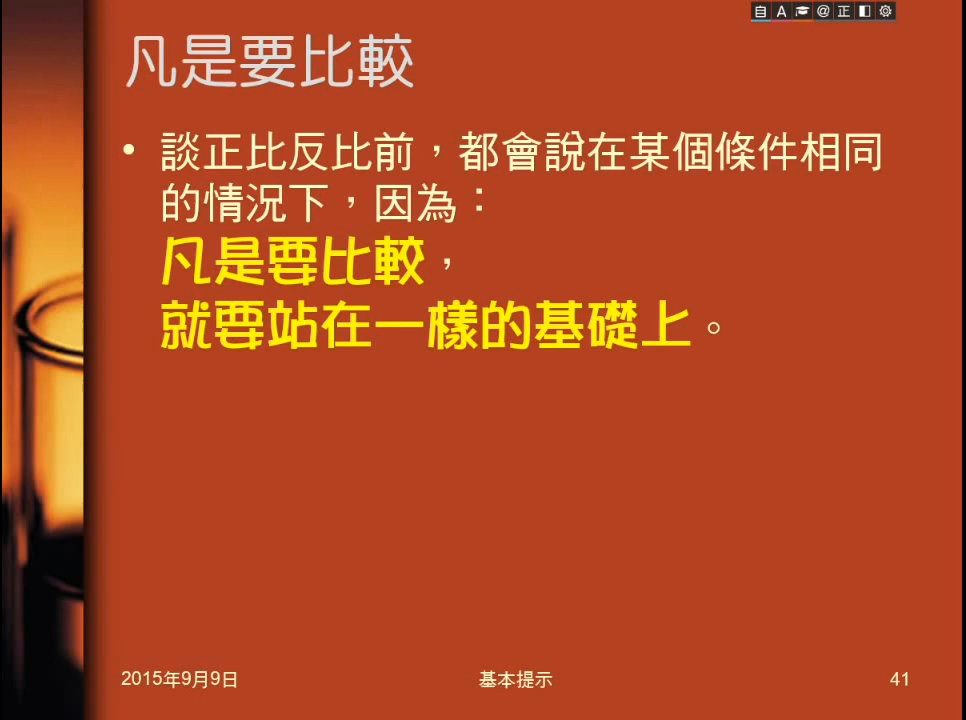 自 A @ 正
凡是要比較
• 談正比反比前，都會說在某個條件相同
的情況下，因為：
凡是要比較，
就要站在一樣的基礎上。
2015年9月9日 基本提示 41